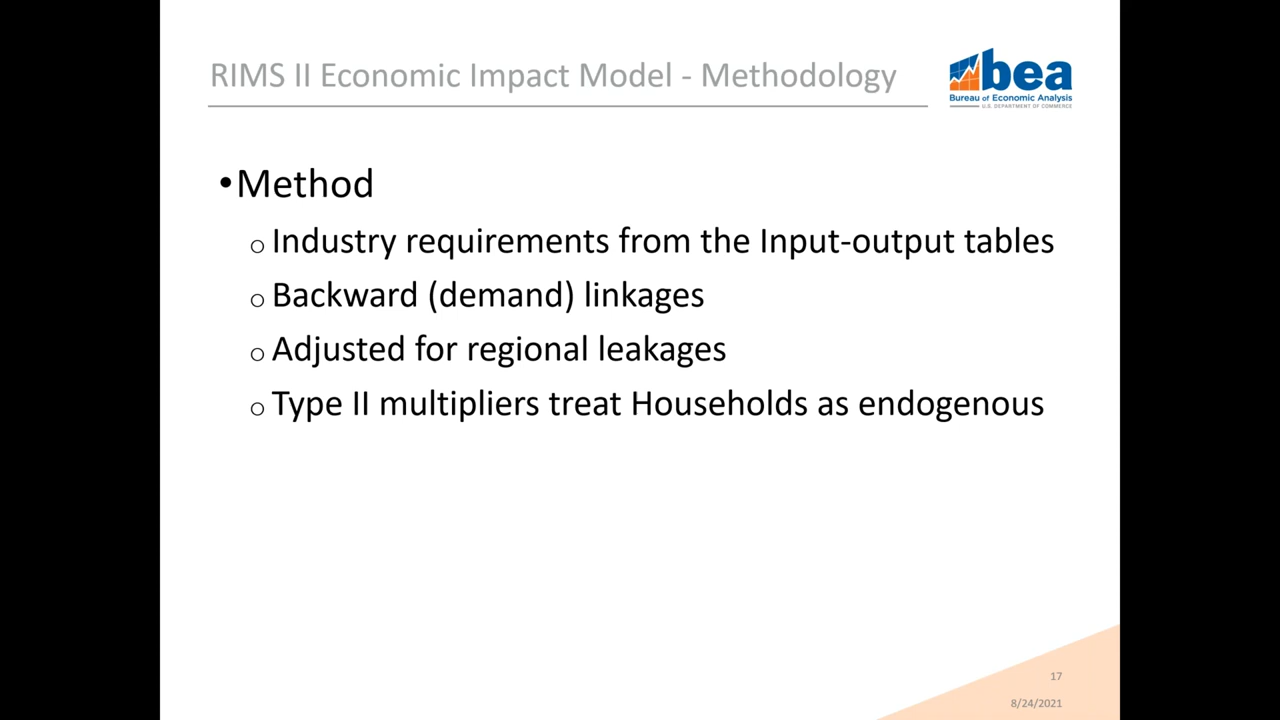 RIMS II Economic Impact Model - Methodology
bea
Bureau of Economic Analysis
U.S. DEPARTMENT OF COMMERCE
•Method
o Industry requirements from the Input-output tables
o Backward (demand) linkages
o Adjusted for regional leakages
o Type II multipliers treat Households as endogenous
17
8/24/2021